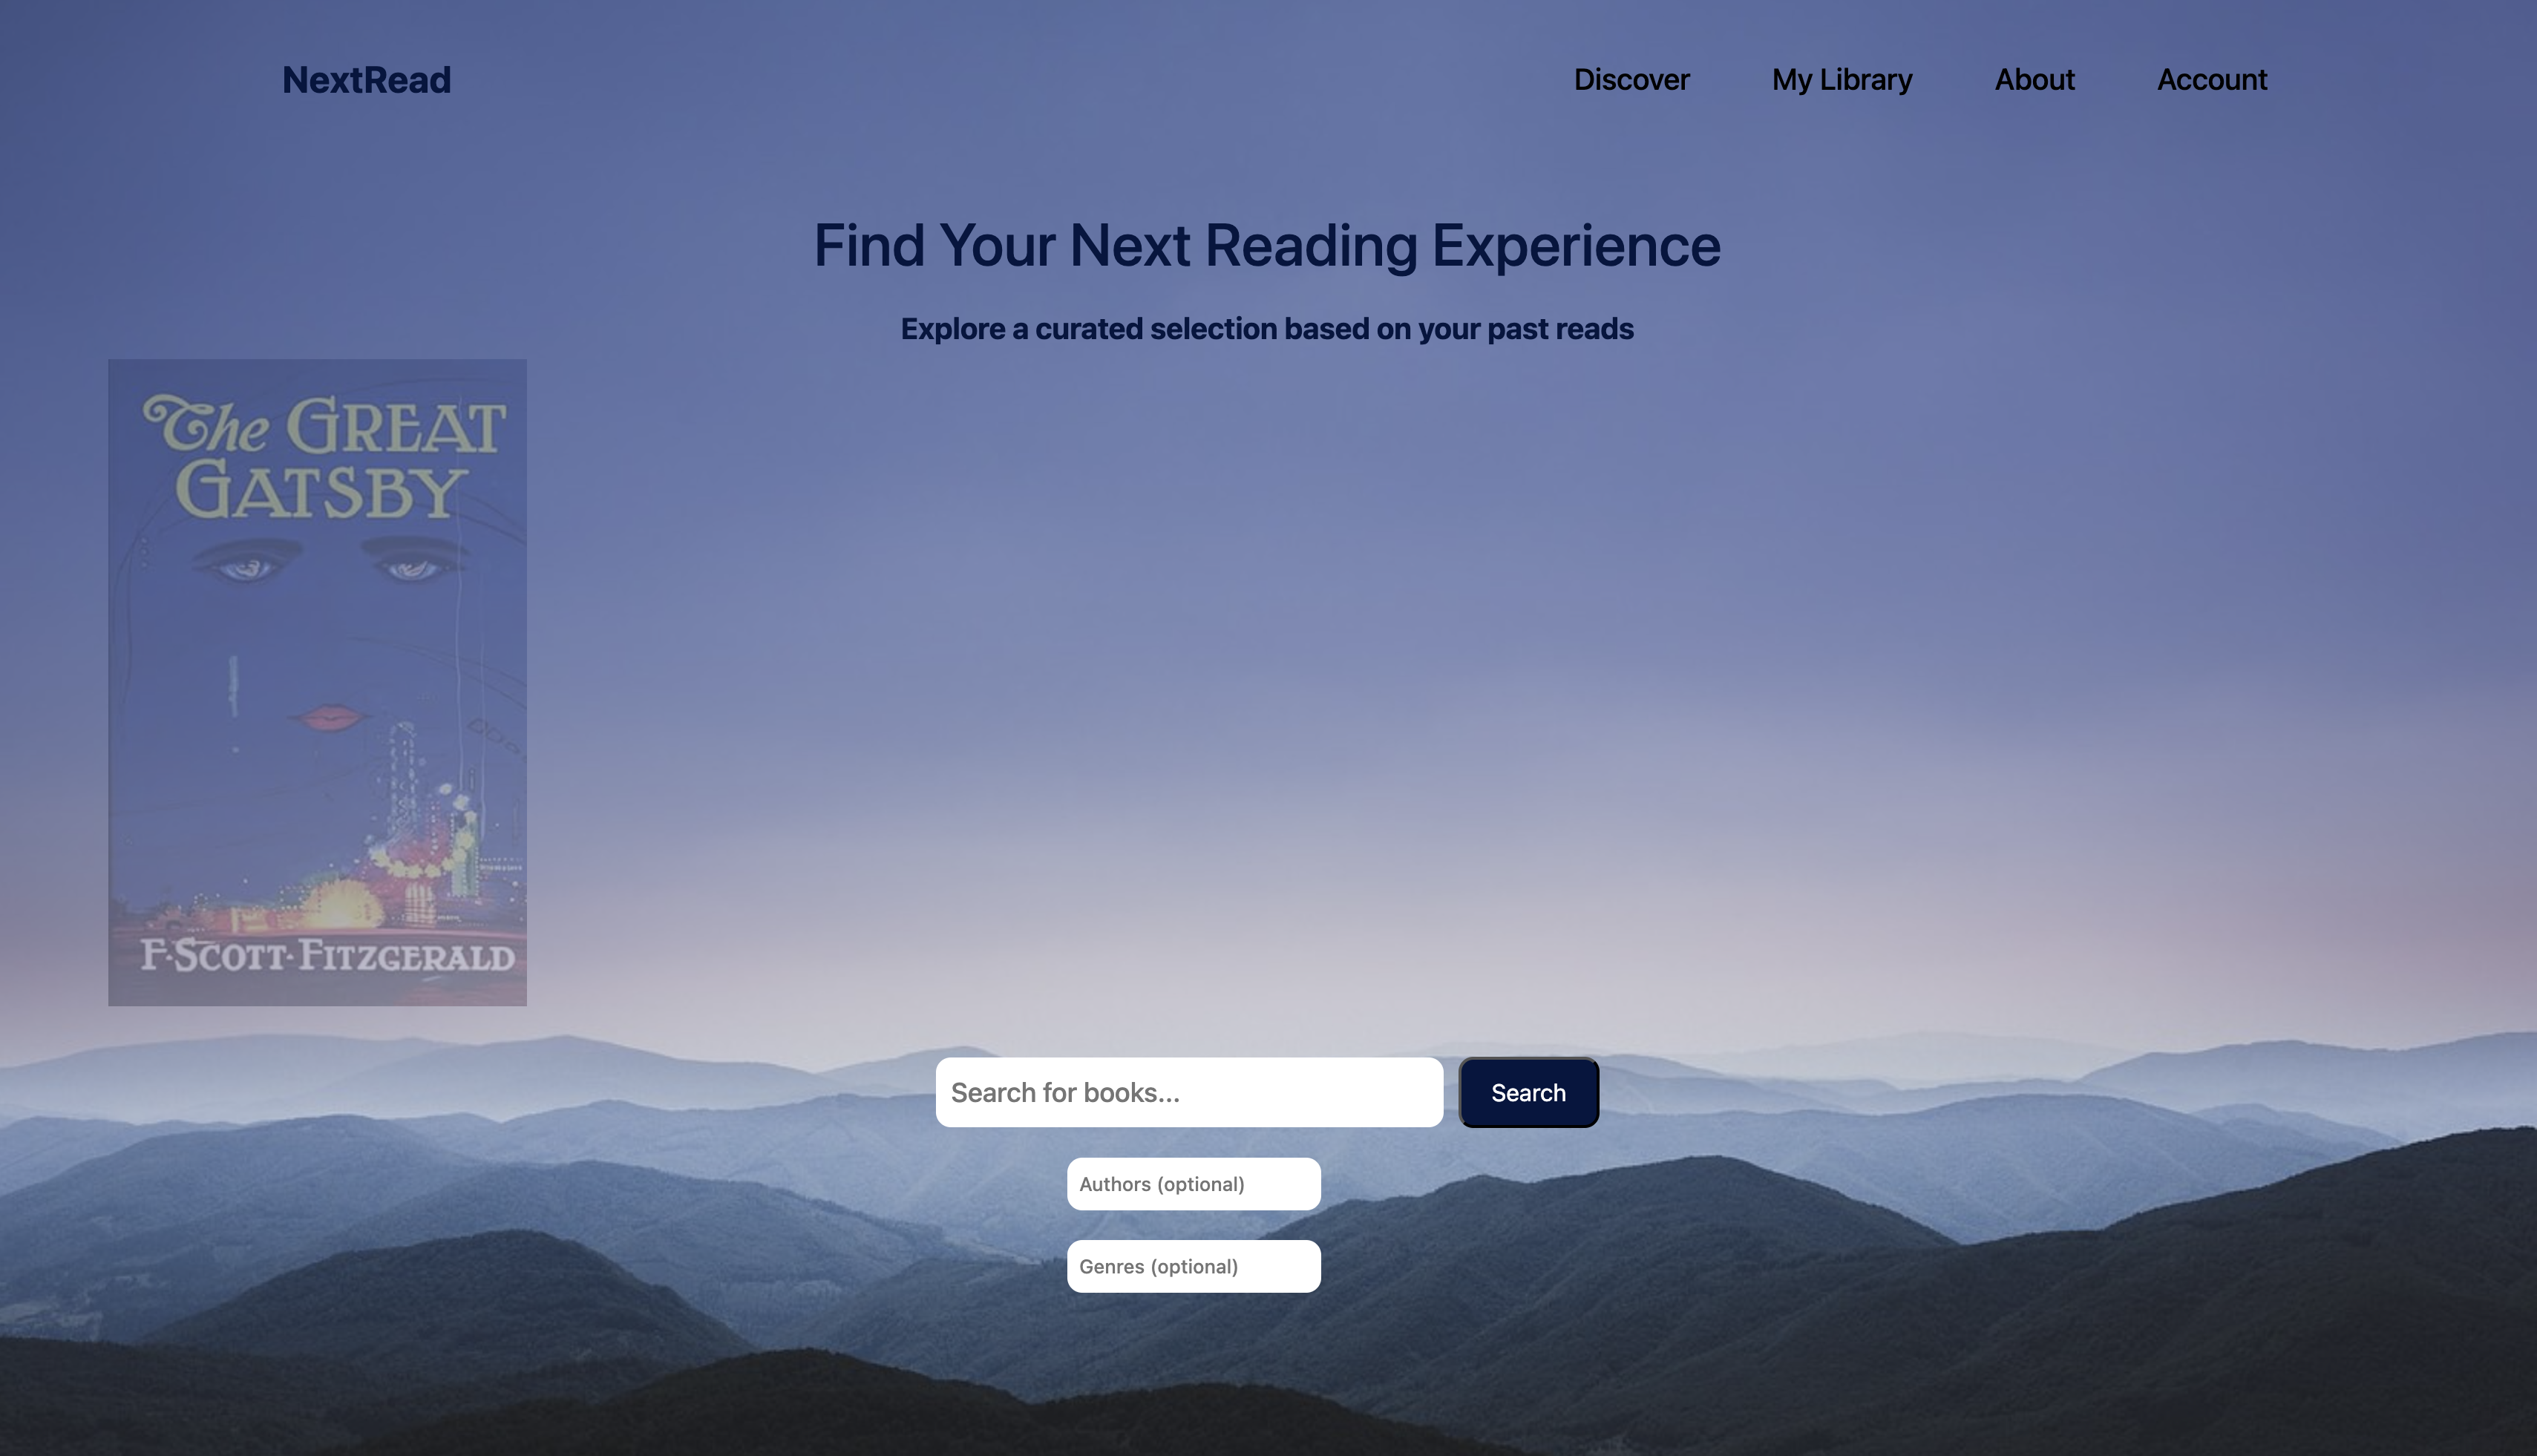 NextRead
Discover My Library About Account
Find Your Next Reading Experience
Explore a curated selection based on your past reads
The GREAT
GATSBY
F·SCOTT·FITZGERALD
Search for books...
Search
Authors (optional)
Genres (optional)